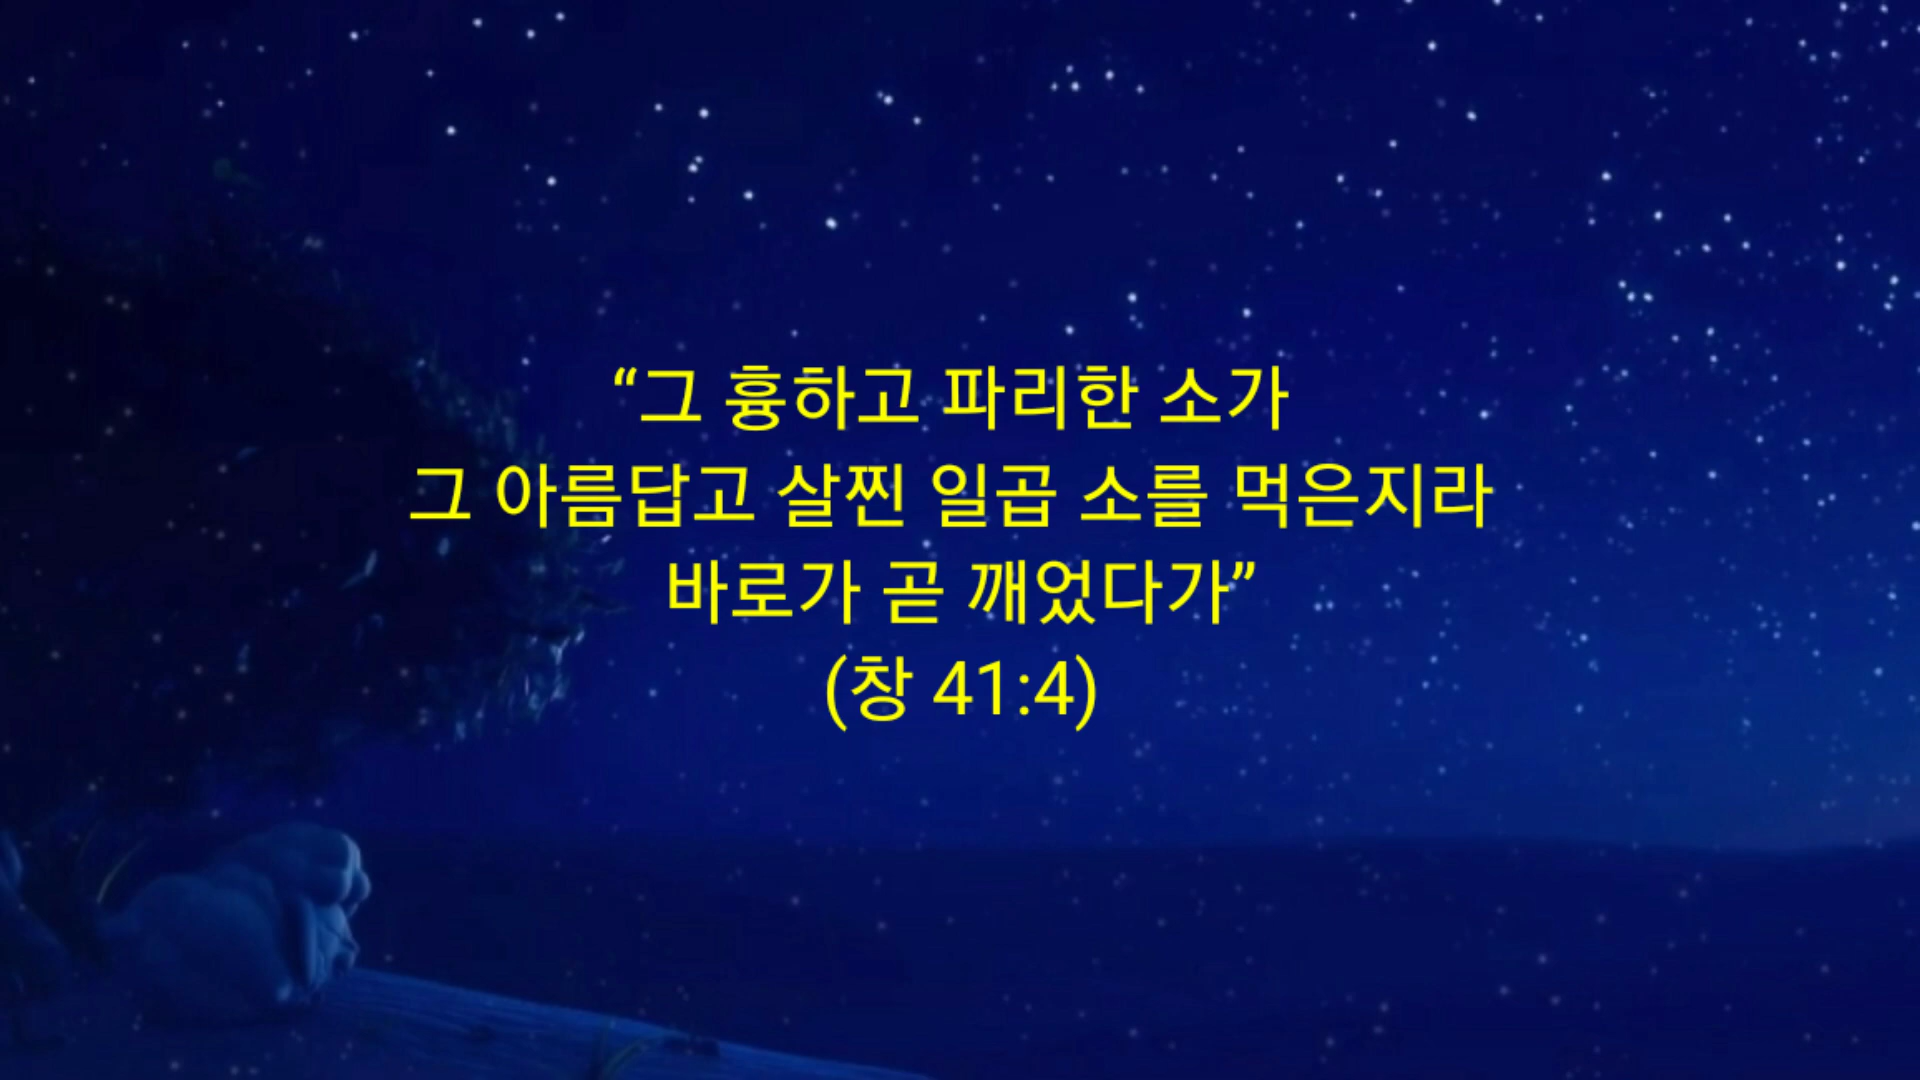 “그 흉하고 파리한 소가
그 아름답고 살찐 일곱 소를 먹은지라
바로가 곧 깨었다가”
(창 41:4)